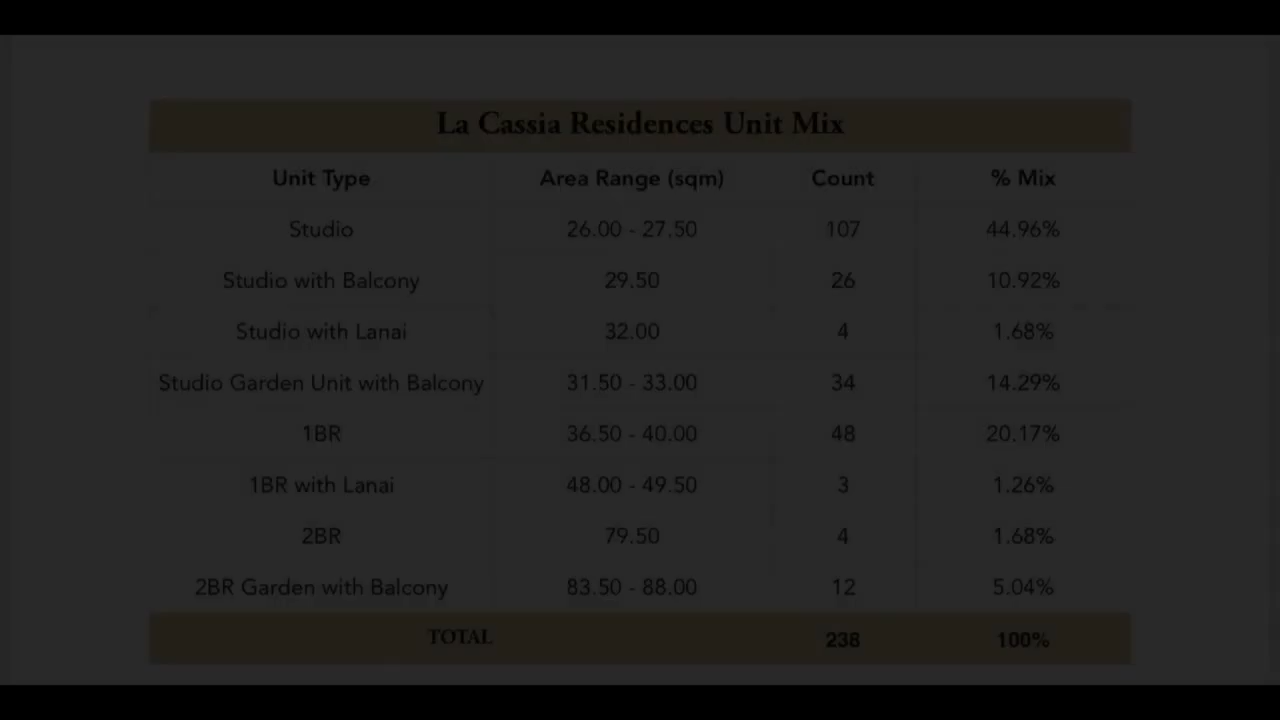 La Cassia Residences Unit Mix
Unit Type Area Range (sqm) Count % Mix
Studio 26.00 - 27.50 107 44.96%
Studio with Balcony 29.50 26 10.92%
Studio with Lanai 32.00 4 1.68%
Studio Garden Unit with Balcony 31.50 - 33.00 34 14.29%
1BR 36.50 - 40.00 48 20.17%
1BR with Lanai 48.00 - 49.50 3 1.26%
2BR 79.50 4 1.68%
2BR Garden with Balcony 83.50 - 88.00 12 5.04%
TOTAL 238 100%